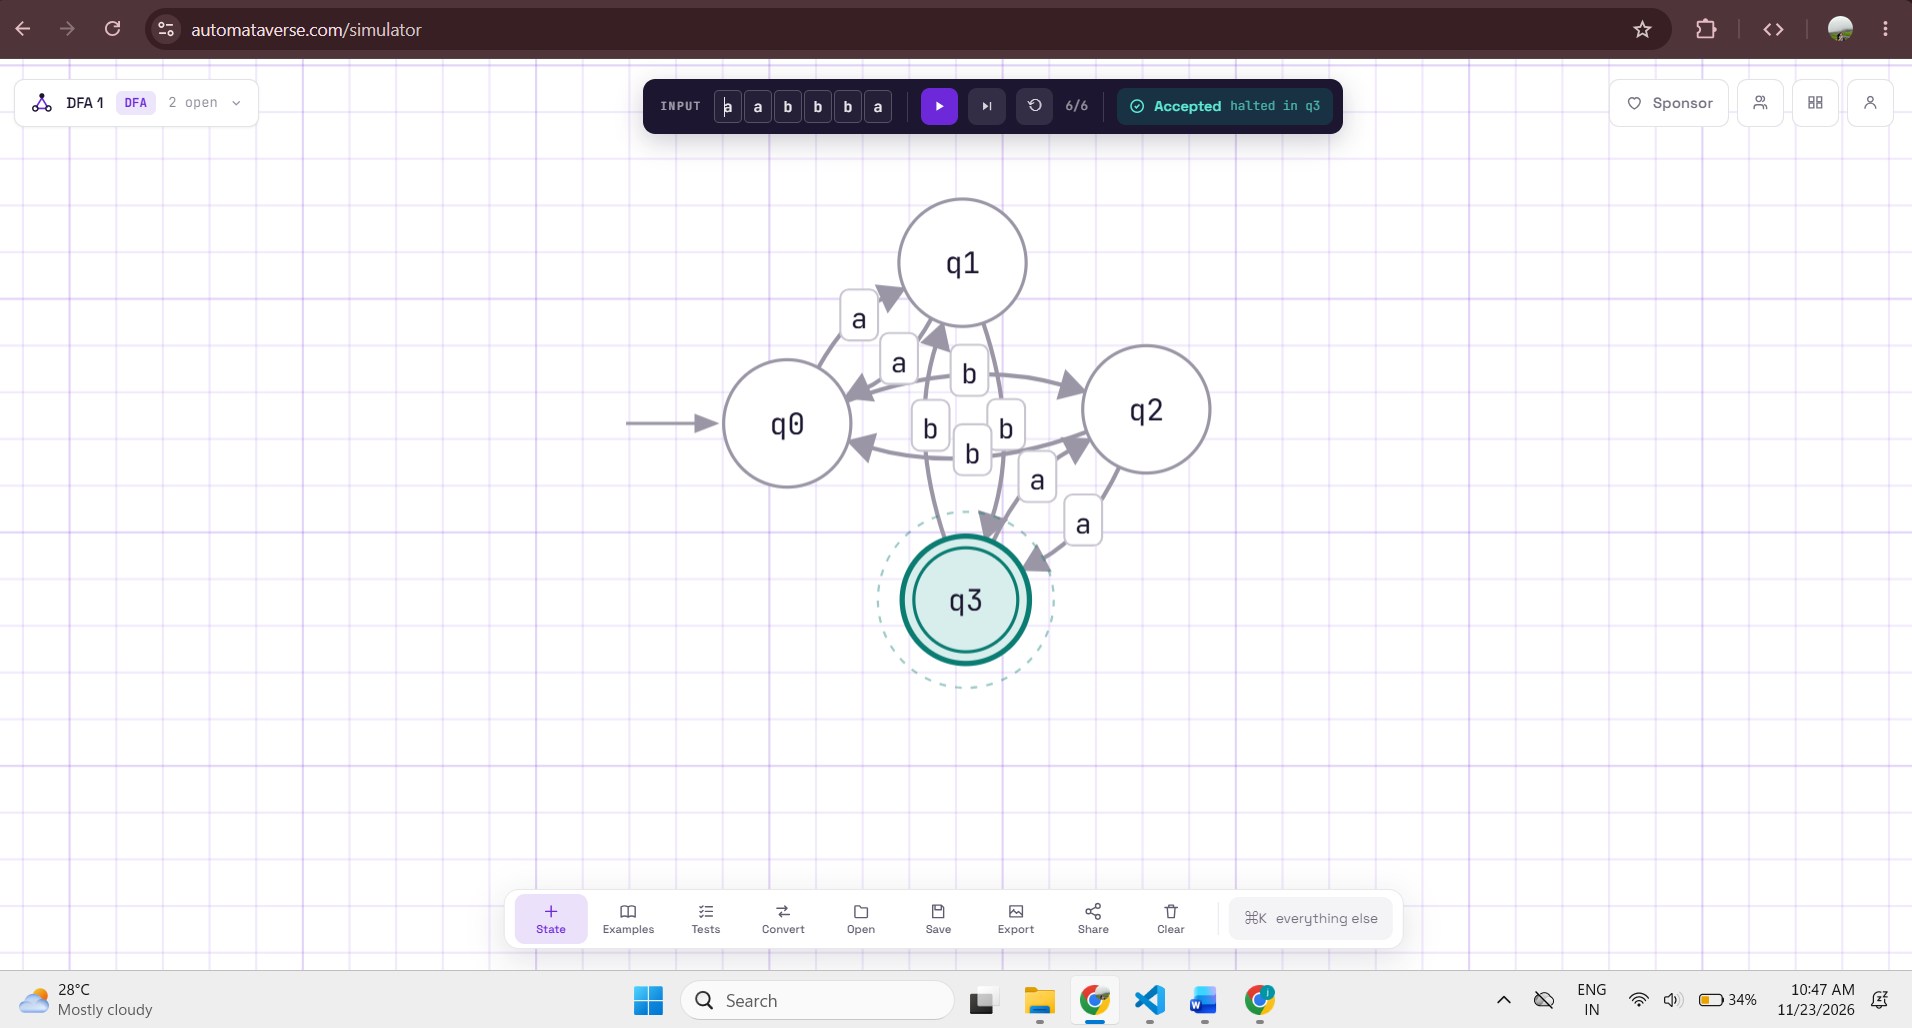 automataverse.com/simulator
DFA 1 DFA 2 open
INPUT a a b b b a 6/6 Accepted halted in q3
Sponsor
q1
a
a
b
q0
q2
b
b
b
a
a
q3
State Examples Tests Convert Open Save Export Share Clear ⌘K everything else
28°C
Mostly cloudy
Search
ENG
IN
34%
10:47 AM
11/23/2026